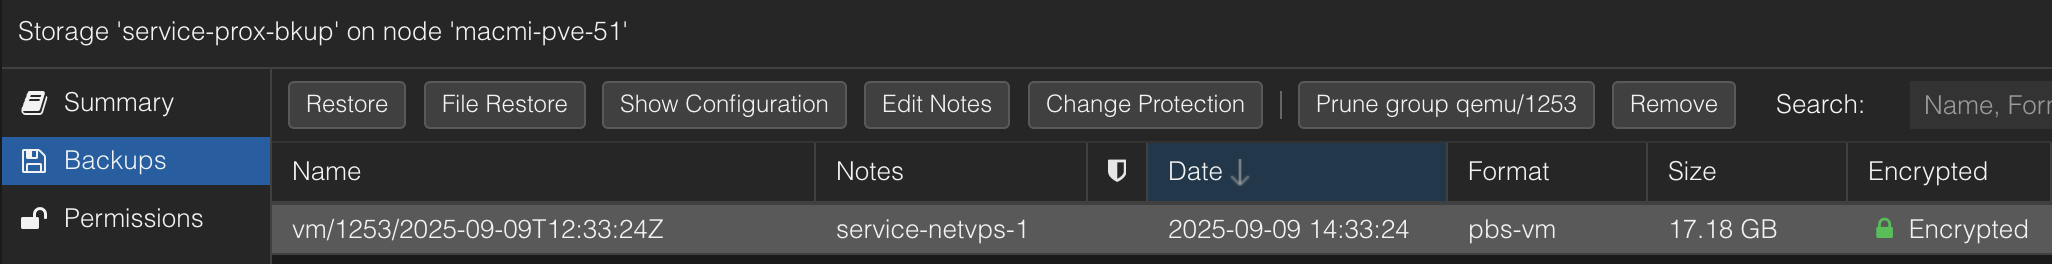 Storage 'service-prox-bkup' on node 'macmi-pve-51'
Summary
Backups
Permissions
Restore File Restore Show Configuration Edit Notes Change Protection Prune group qemu/1253 Remove Search: Name, For
Name Notes Date Format Size Encrypted
vm/1253/2025-09-09T12:33:24Z service-netvps-1 2025-09-09 14:33:24 pbs-vm 17.18 GB Encrypted